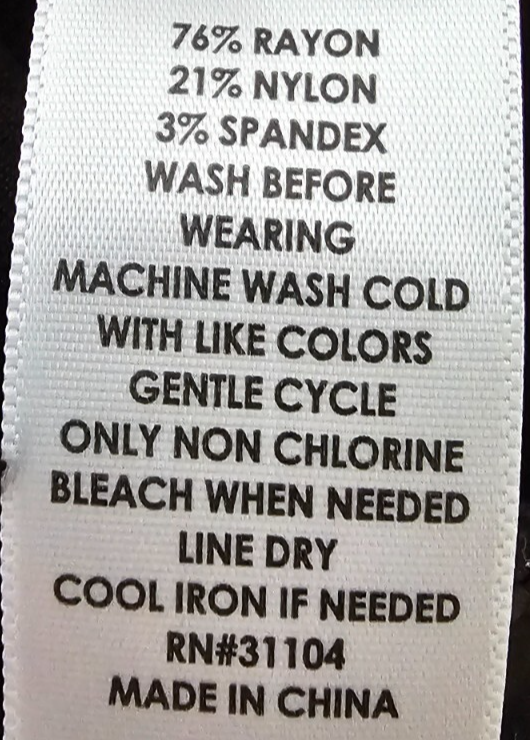 76% RAYON
21% NYLON
3% SPANDEX
WASH BEFORE
WEARING
MACHINE WASH COLD
WITH LIKE COLORS
GENTLE CYCLE
ONLY NON CHLORINE
BLEACH WHEN NEEDED
LINE DRY
COOL IRON IF NEEDED
RN#31104
MADE IN CHINA